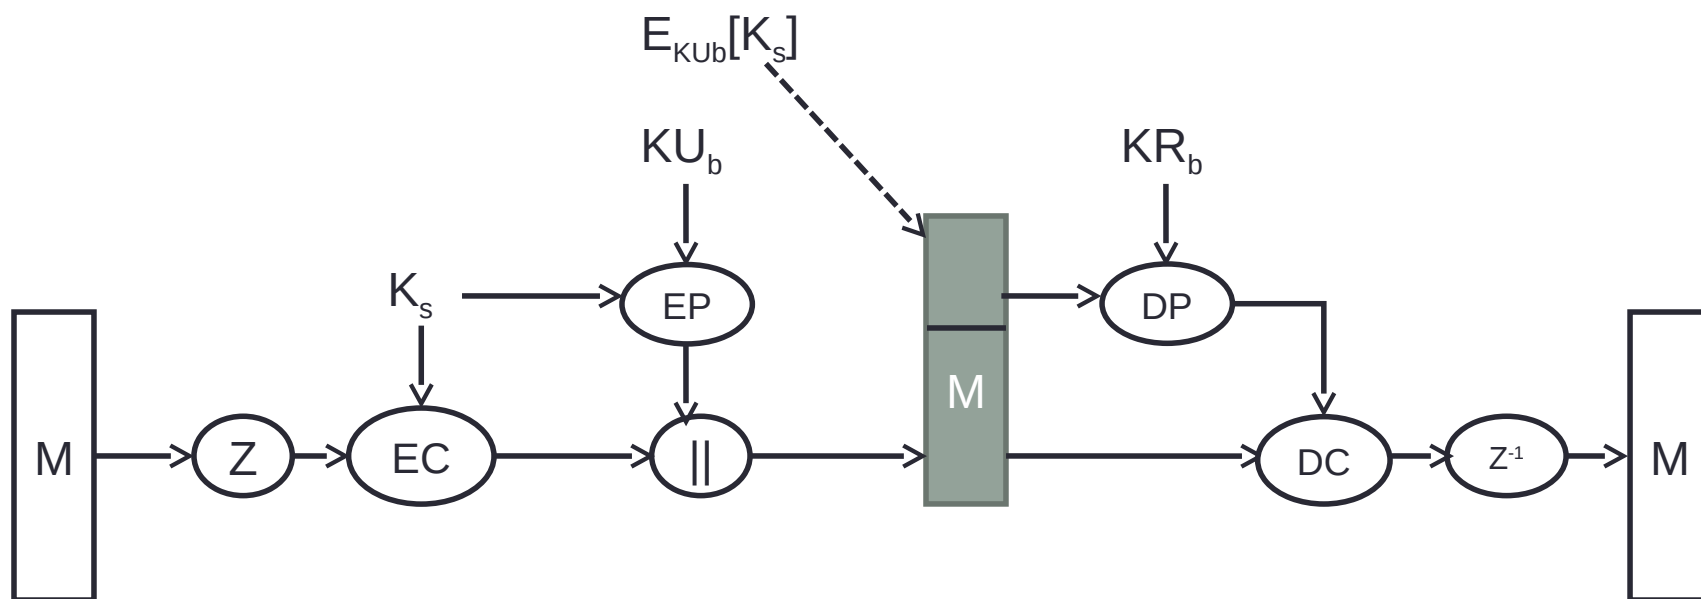 E_KUb[K_s]
KU_b
KR_b
K_s
EP
DP
M
M
Z
EC
||
DC
Z^-1
M